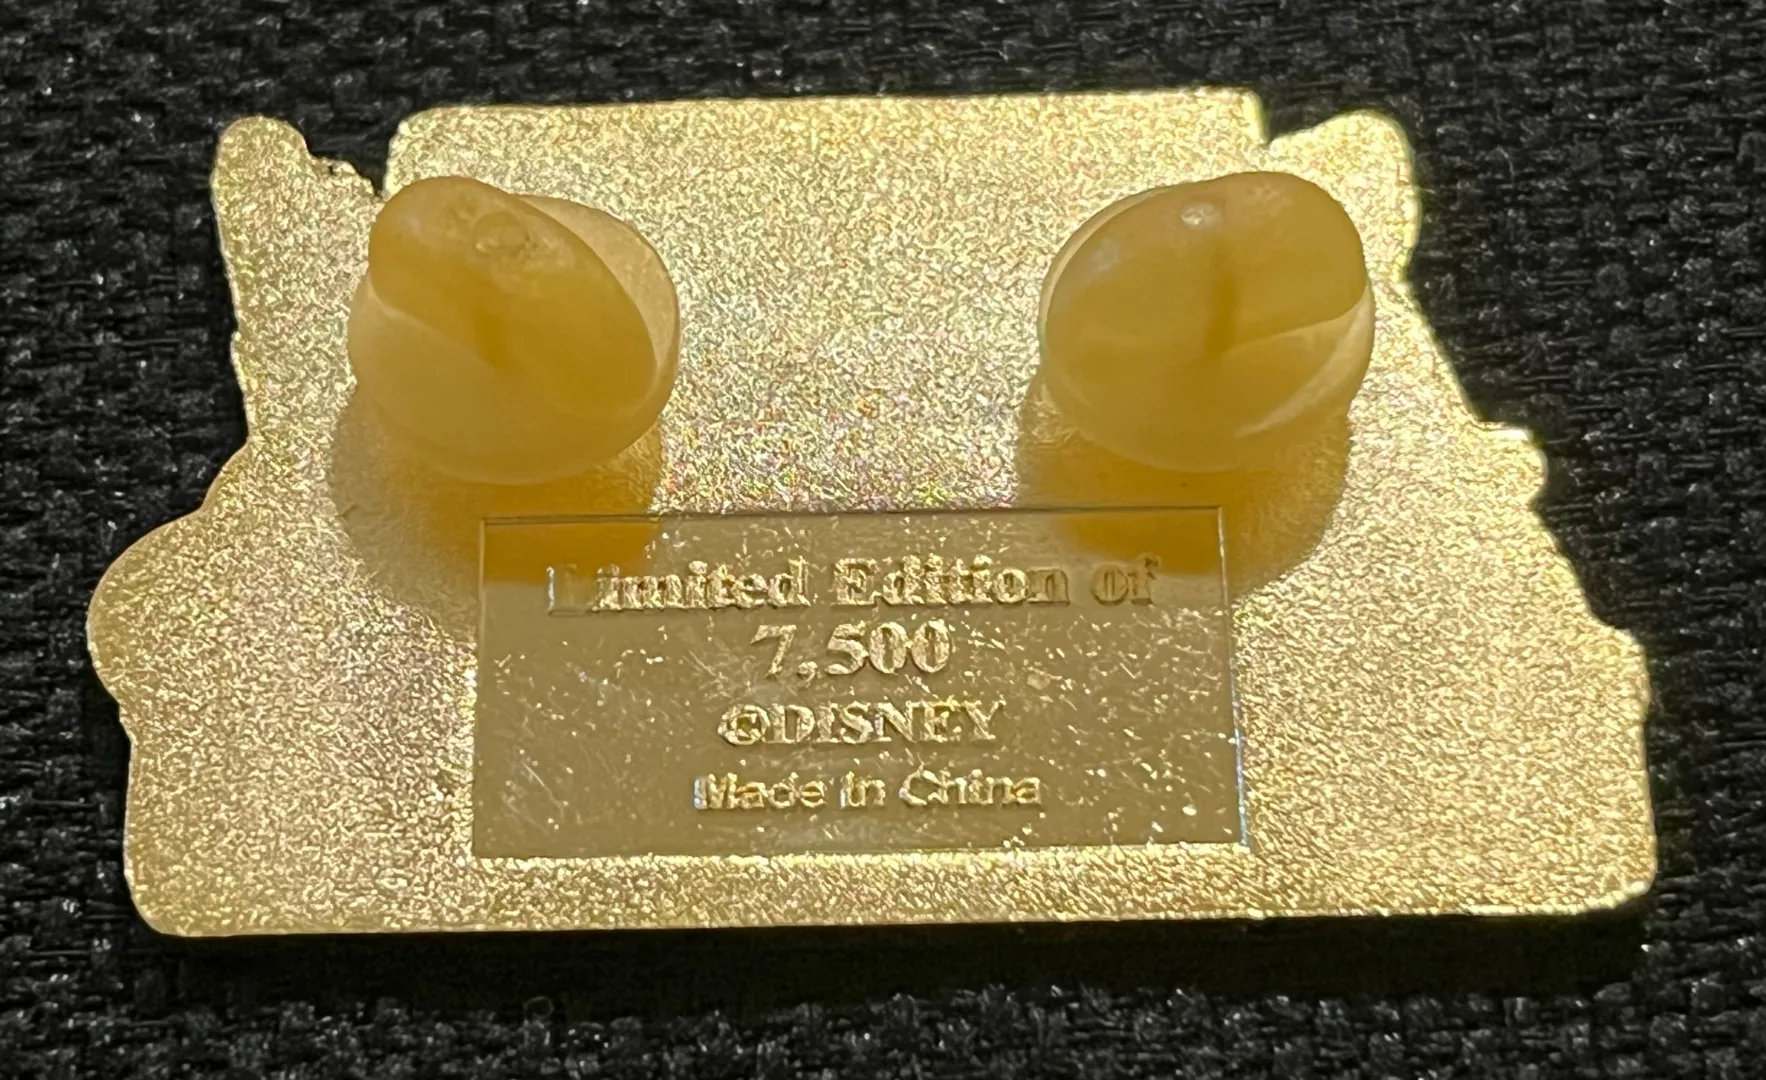 Limited Edition of
7,500
©DISNEY
Made in China